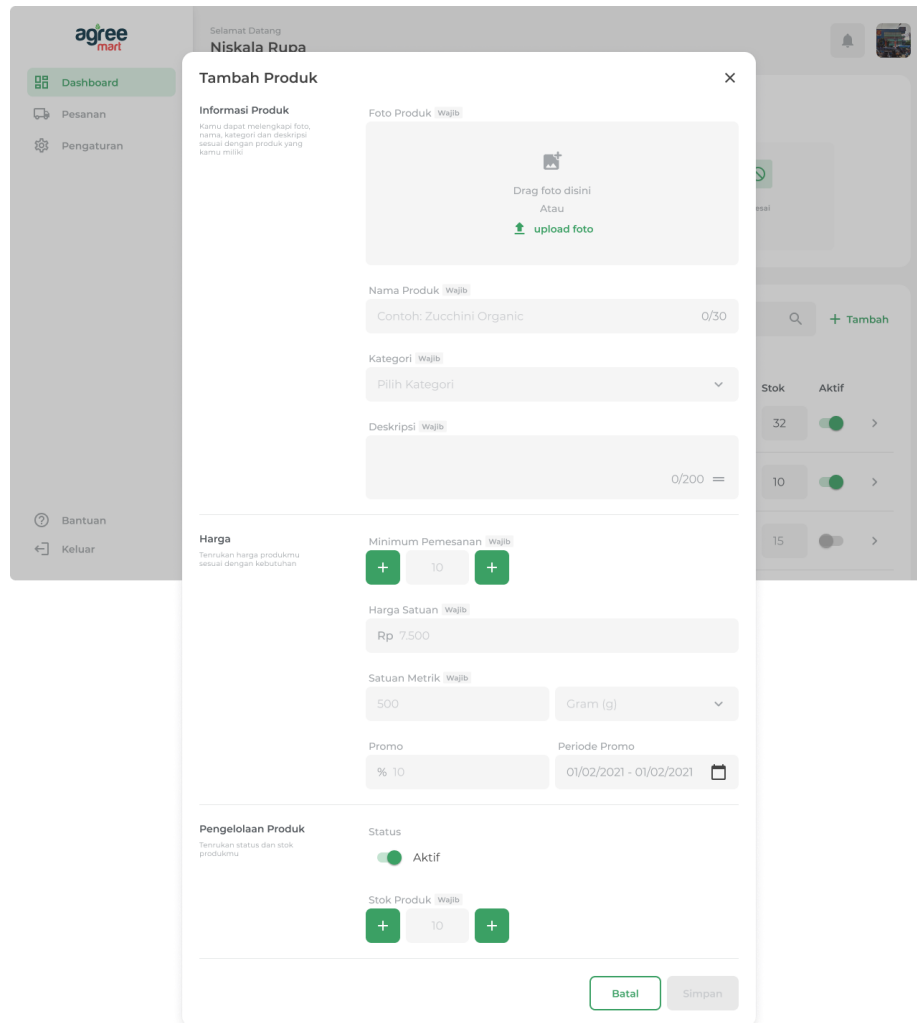 agree
mart
Selamat Datang
Niskala Rupa
Dashboard
Pesanan
Pengaturan
Bantuan
Keluar
Tambah Produk
Informasi Produk
Kamu dapat melengkapi foto,
nama, kategori dan deskripsi
sesuai dengan produk yang
kamu miliki
Foto Produk Wajib
Drag foto disini
Atau
upload foto
Nama Produk Wajib
Contoh: Zucchini Organic 0/30
Kategori Wajib
Pilih Kategori
Deskripsi Wajib
0/200
Harga
Tenrukan harga produkmu
sesuai dengan kebutuhan
Minimum Pemesanan Wajib
+ 10 +
Harga Satuan Wajib
Rp 7.500
Satuan Metrik Wajib
500 Gram (g)
Promo Periode Promo
% 10 01/02/2021 - 01/02/2021
Pengelolaan Produk
Tenrukan status dan stok
produkmu
Status
Aktif
Stok Produk Wajib
+ 10 +
Batal Simpan
+ Tambah
Stok Aktif
32
10
15